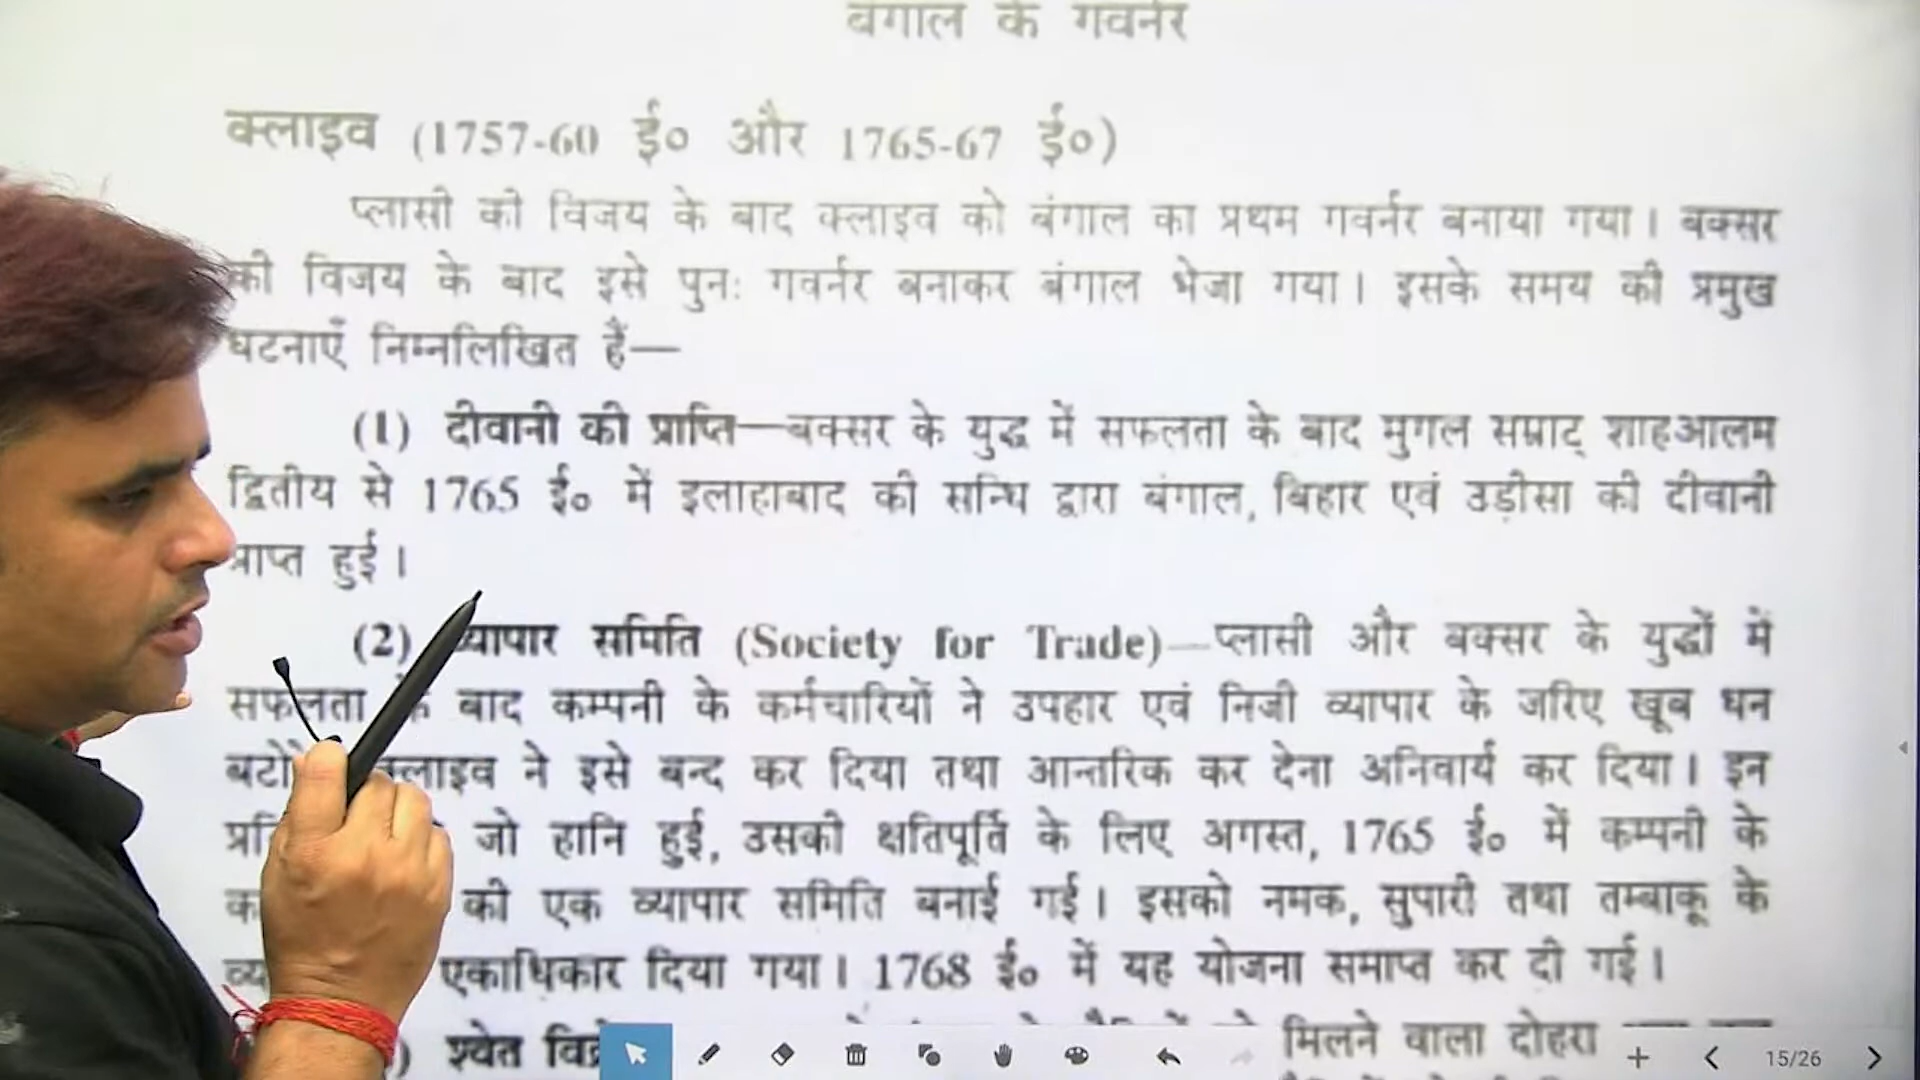 बंगाल के गवर्नर
क्लाइव (1757-60 ई० और 1765-67 ई०)
प्लासी की विजय के बाद क्लाइव को बंगाल का प्रथम गवर्नर बनाया गया। बक्सर
की विजय के बाद इसे पुनः गवर्नर बनाकर बंगाल भेजा गया। इसके समय की प्रमुख
घटनाएँ निम्नलिखित हैं—
(1) दीवानी की प्राप्ति—बक्सर के युद्ध में सफलता के बाद मुगल सम्राट् शाहआलम
द्वितीय से 1765 ई० में इलाहाबाद की सन्धि द्वारा बंगाल, बिहार एवं उड़ीसा की दीवानी
प्राप्त हुई।
(2) व्यापार समिति (Society for Trade)—प्लासी और बक्सर के युद्धों में
सफलता के बाद कम्पनी के कर्मचारियों ने उपहार एवं निजी व्यापार के जरिए खूब धन
क्लाइव ने इसे बन्द कर दिया तथा आन्तरिक कर देना अनिवार्य कर दिया। इन
जो हानि हुई, उसकी क्षतिपूर्ति के लिए अगस्त, 1765 ई० में कम्पनी के
की एक व्यापार समिति बनाई गई। इसको नमक, सुपारी तथा तम्बाकू के
एकाधिकार दिया गया। 1768 ई० में यह योजना समाप्त कर दी गई।
श्वेत मिलने वाला दोहरा
15/26